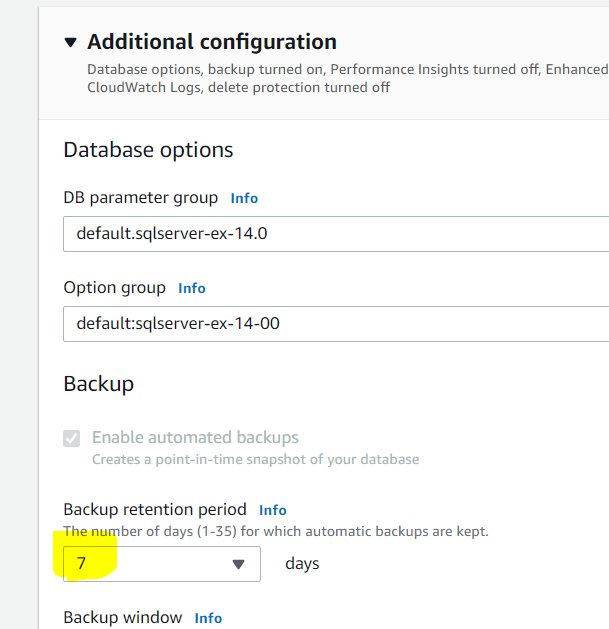 Additional configuration
Database options, backup turned on, Performance Insights turned off, Enhanced
CloudWatch Logs, delete protection turned off
Database options
DB parameter group Info
default.sqlserver-ex-14.0
Option group Info
default:sqlserver-ex-14-00
Backup
Enable automated backups
Creates a point-in-time snapshot of your database
Backup retention period Info
The number of days (1-35) for which automatic backups are kept.
7 days
Backup window Info